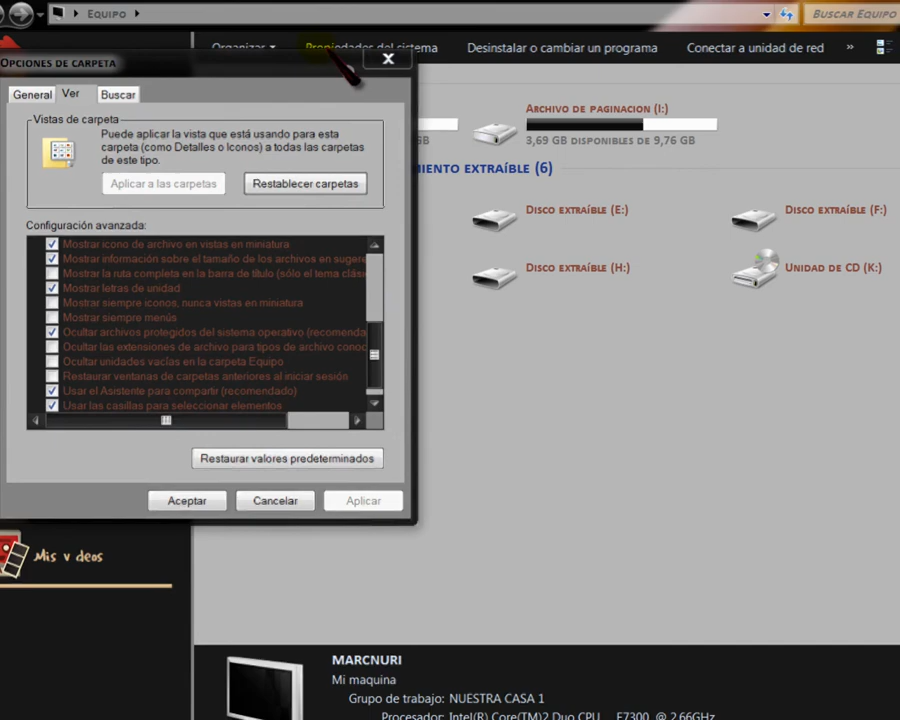 Equipo
Buscar Equipo
Organizar
Propiedades del sistema
Desinstalar o cambiar un programa
Conectar a unidad de red
»
Opciones de carpeta
General
Ver
Buscar
Vistas de carpeta
Puede aplicar la vista que está usando para esta
carpeta (como Detalles o Iconos) a todas las carpetas
de este tipo.
Aplicar a las carpetas
Restablecer carpetas
Configuración avanzada:
Mostrar icono de archivo en vistas en miniatura
Mostrar información sobre el tamaño de los archivos en sugere
Mostrar la ruta completa en la barra de título (sólo el tema clási
Mostrar letras de unidad
Mostrar siempre iconos, nunca vistas en miniatura
Mostrar siempre menús
Ocultar archivos protegidos del sistema operativo (recomenda
Ocultar las extensiones de archivo para tipos de archivo conoc
Ocultar unidades vacías en la carpeta Equipo
Restaurar ventanas de carpetas anteriores al iniciar sesión
Usar el Asistente para compartir (recomendado)
Usar las casillas para seleccionar elementos
Restaurar valores predeterminados
Aceptar
Cancelar
Aplicar
GB
Archivo de paginacion (I:)
3,69 GB disponibles de 9,76 GB
miento extraíble (6)
Disco extraíble (E:)
Disco extraíble (F:)
Disco extraíble (H:)
Unidad de CD (K:)
Mis v deos
MARCNURI
Mi maquina
Grupo de trabajo: NUESTRA CASA 1
Procesador: Intel(R) Core(TM)2 Duo CPU E7300 @ 2.66GHz